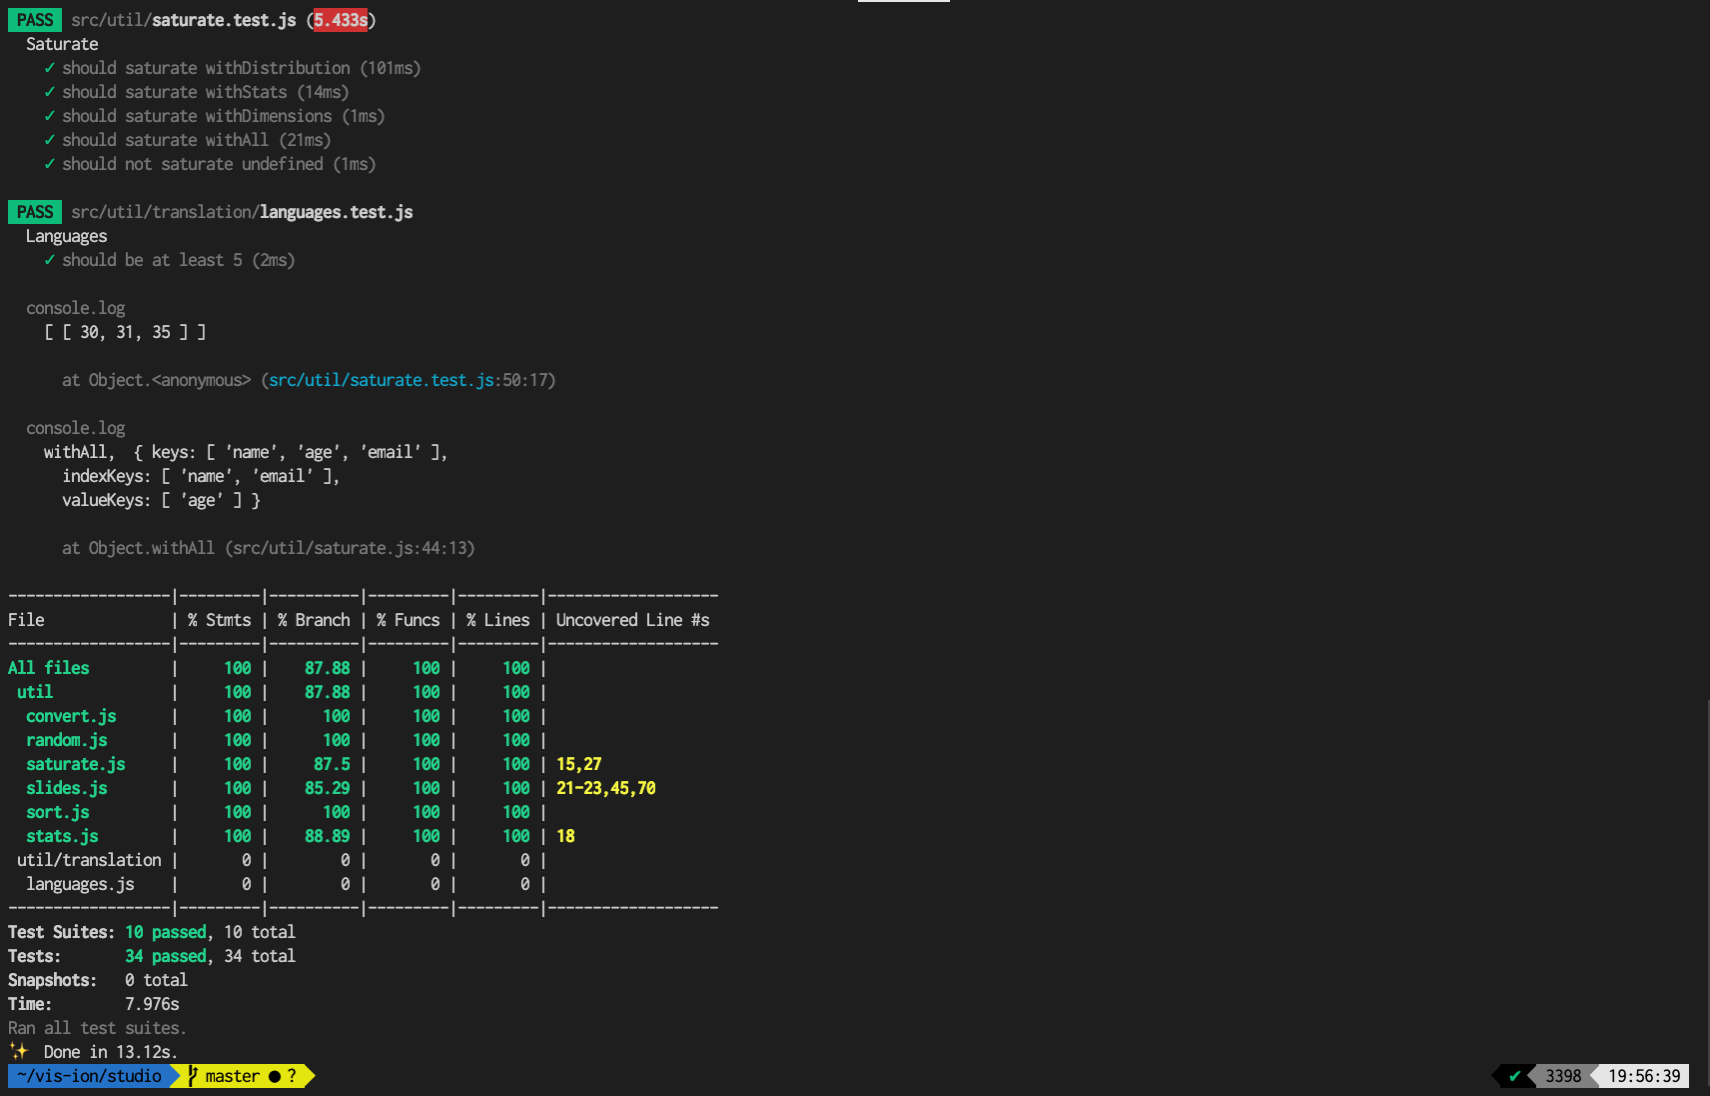 PASS src/util/saturate.test.js (5.433s)
Saturate
✓ should saturate withDistribution (101ms)
✓ should saturate withStats (14ms)
✓ should saturate withDimensions (1ms)
✓ should saturate withAll (21ms)
✓ should not saturate undefined (1ms)
PASS src/util/translation/languages.test.js
Languages
✓ should be at least 5 (2ms)
console.log
[ [ 30, 31, 35 ] ]
at Object.<anonymous> (src/util/saturate.test.js:50:17)
console.log
withAll,  { keys: [ 'name', 'age', 'email' ],
indexKeys: [ 'name', 'email' ],
valueKeys: [ 'age' ] }
at Object.withAll (src/util/saturate.js:44:13)
------------------|---------|----------|---------|---------|-------------------
File              | % Stmts | % Branch | % Funcs | % Lines | Uncovered Line #s
------------------|---------|----------|---------|---------|-------------------
All files         |     100 |    87.88 |     100 |     100 |
 util             |     100 |    87.88 |     100 |     100 |
  convert.js      |     100 |      100 |     100 |     100 |
  random.js       |     100 |      100 |     100 |     100 |
  saturate.js     |     100 |     87.5 |     100 |     100 | 15,27
  slides.js       |     100 |    85.29 |     100 |     100 | 21-23,45,70
  sort.js         |     100 |      100 |     100 |     100 |
  stats.js        |     100 |    88.89 |     100 |     100 | 18
 util/translation |       0 |        0 |       0 |       0 |
  languages.js    |       0 |        0 |       0 |       0 |
------------------|---------|----------|---------|---------|-------------------
Test Suites: 10 passed, 10 total
Tests:       34 passed, 34 total
Snapshots:   0 total
Time:        7.976s
Ran all test suites.
✨ Done in 13.12s.
~/vis-ion/studio master ● ? ✔ 3398 19:56:39